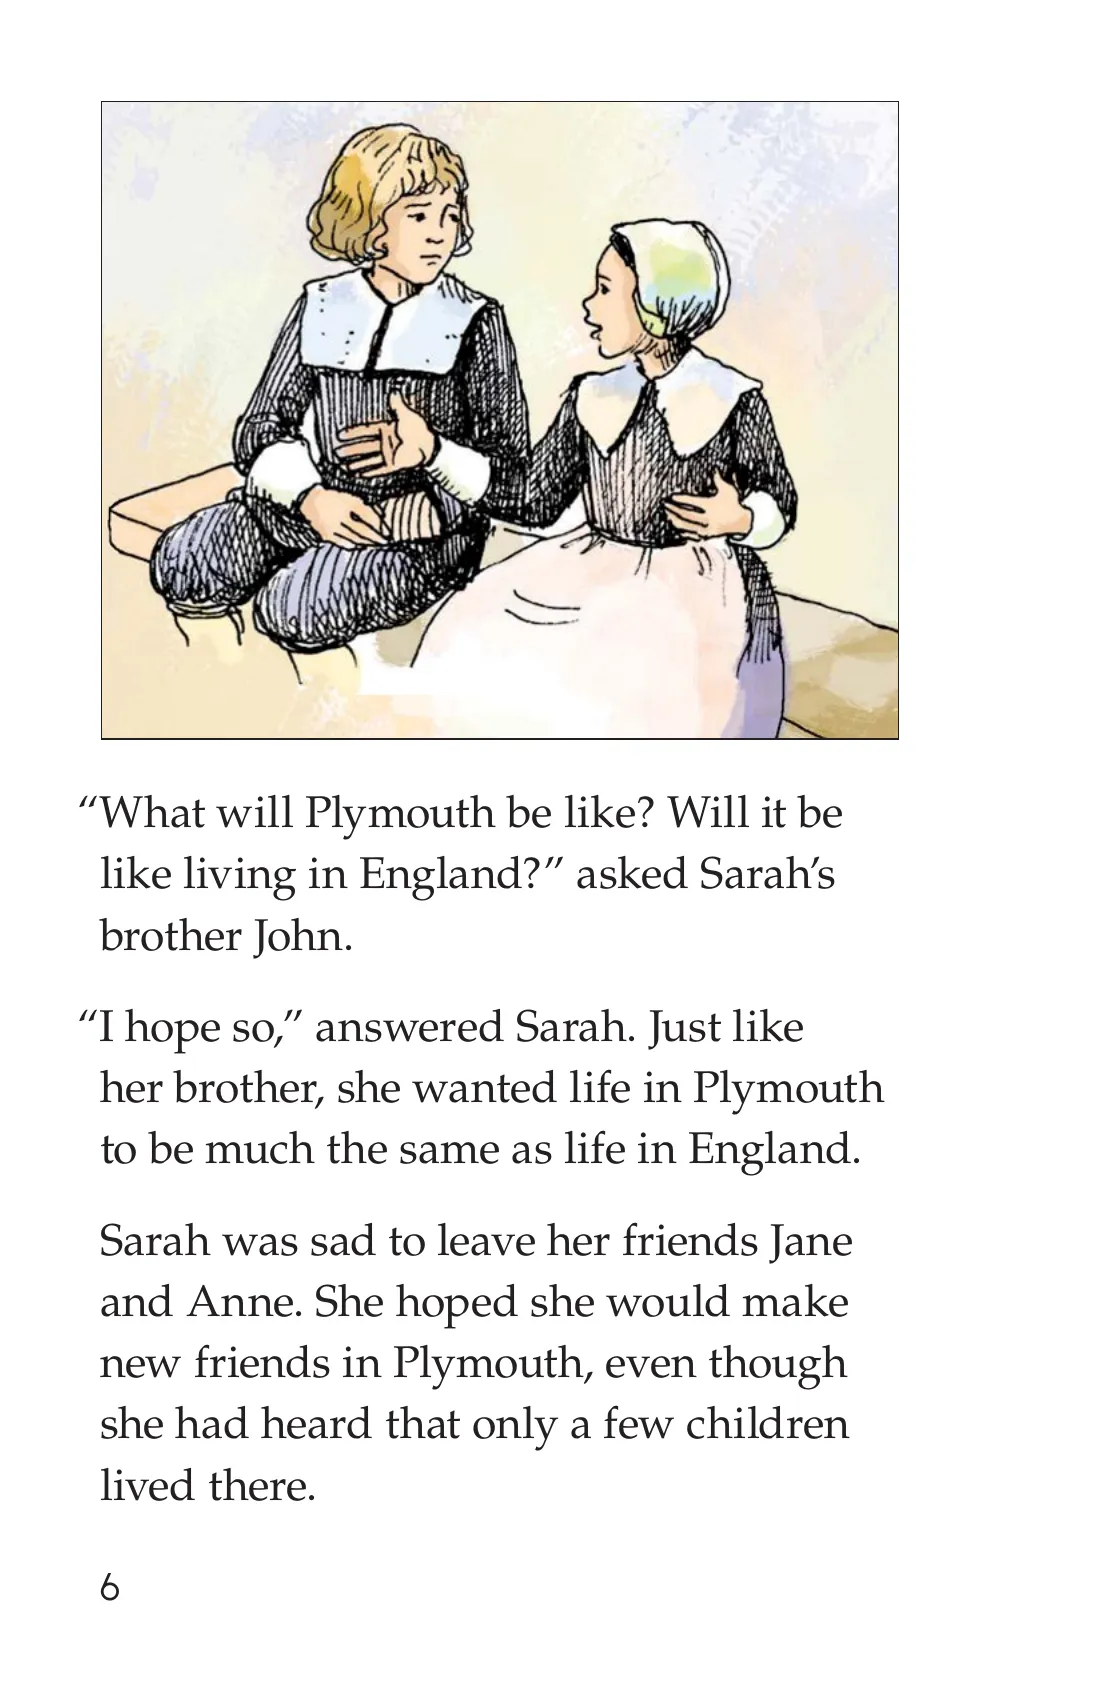 “What will Plymouth be like? Will it be
like living in England?” asked Sarah’s
brother John.
“I hope so,” answered Sarah. Just like
her brother, she wanted life in Plymouth
to be much the same as life in England.
Sarah was sad to leave her friends Jane
and Anne. She hoped she would make
new friends in Plymouth, even though
she had heard that only a few children
lived there.
6